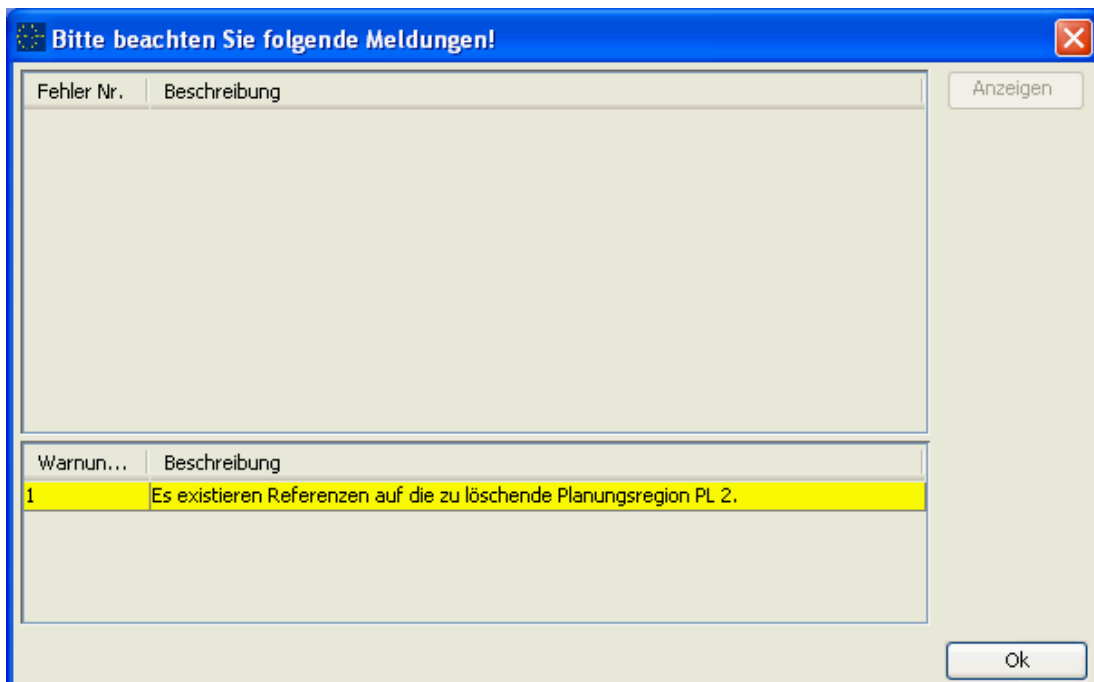 Bitte beachten Sie folgende Meldungen!
Fehler Nr. Beschreibung
Anzeigen
Warnun... Beschreibung
1 Es existieren Referenzen auf die zu löschende Planungsregion PL 2.
Ok